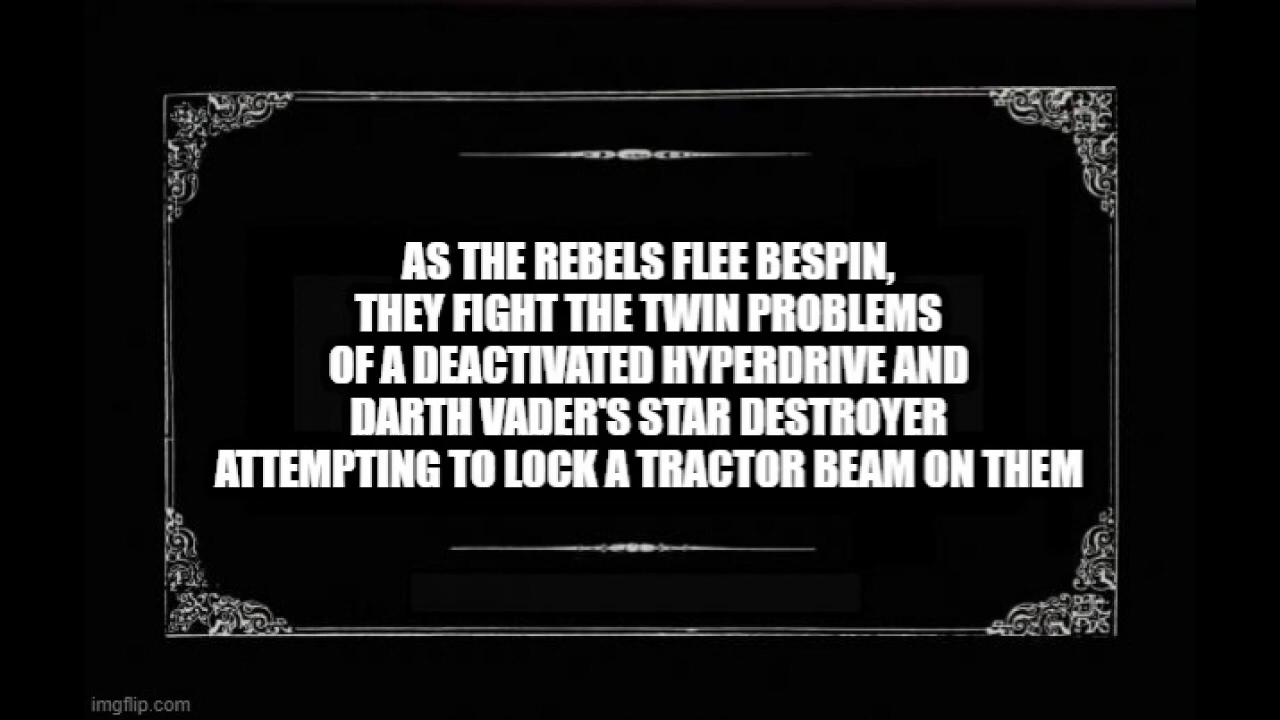 AS THE REBELS FLEE BESPIN,
THEY FIGHT THE TWIN PROBLEMS
OF A DEACTIVATED HYPERDRIVE AND
DARTH VADER'S STAR DESTROYER
ATTEMPTING TO LOCK A TRACTOR BEAM ON THEM
imgflip.com